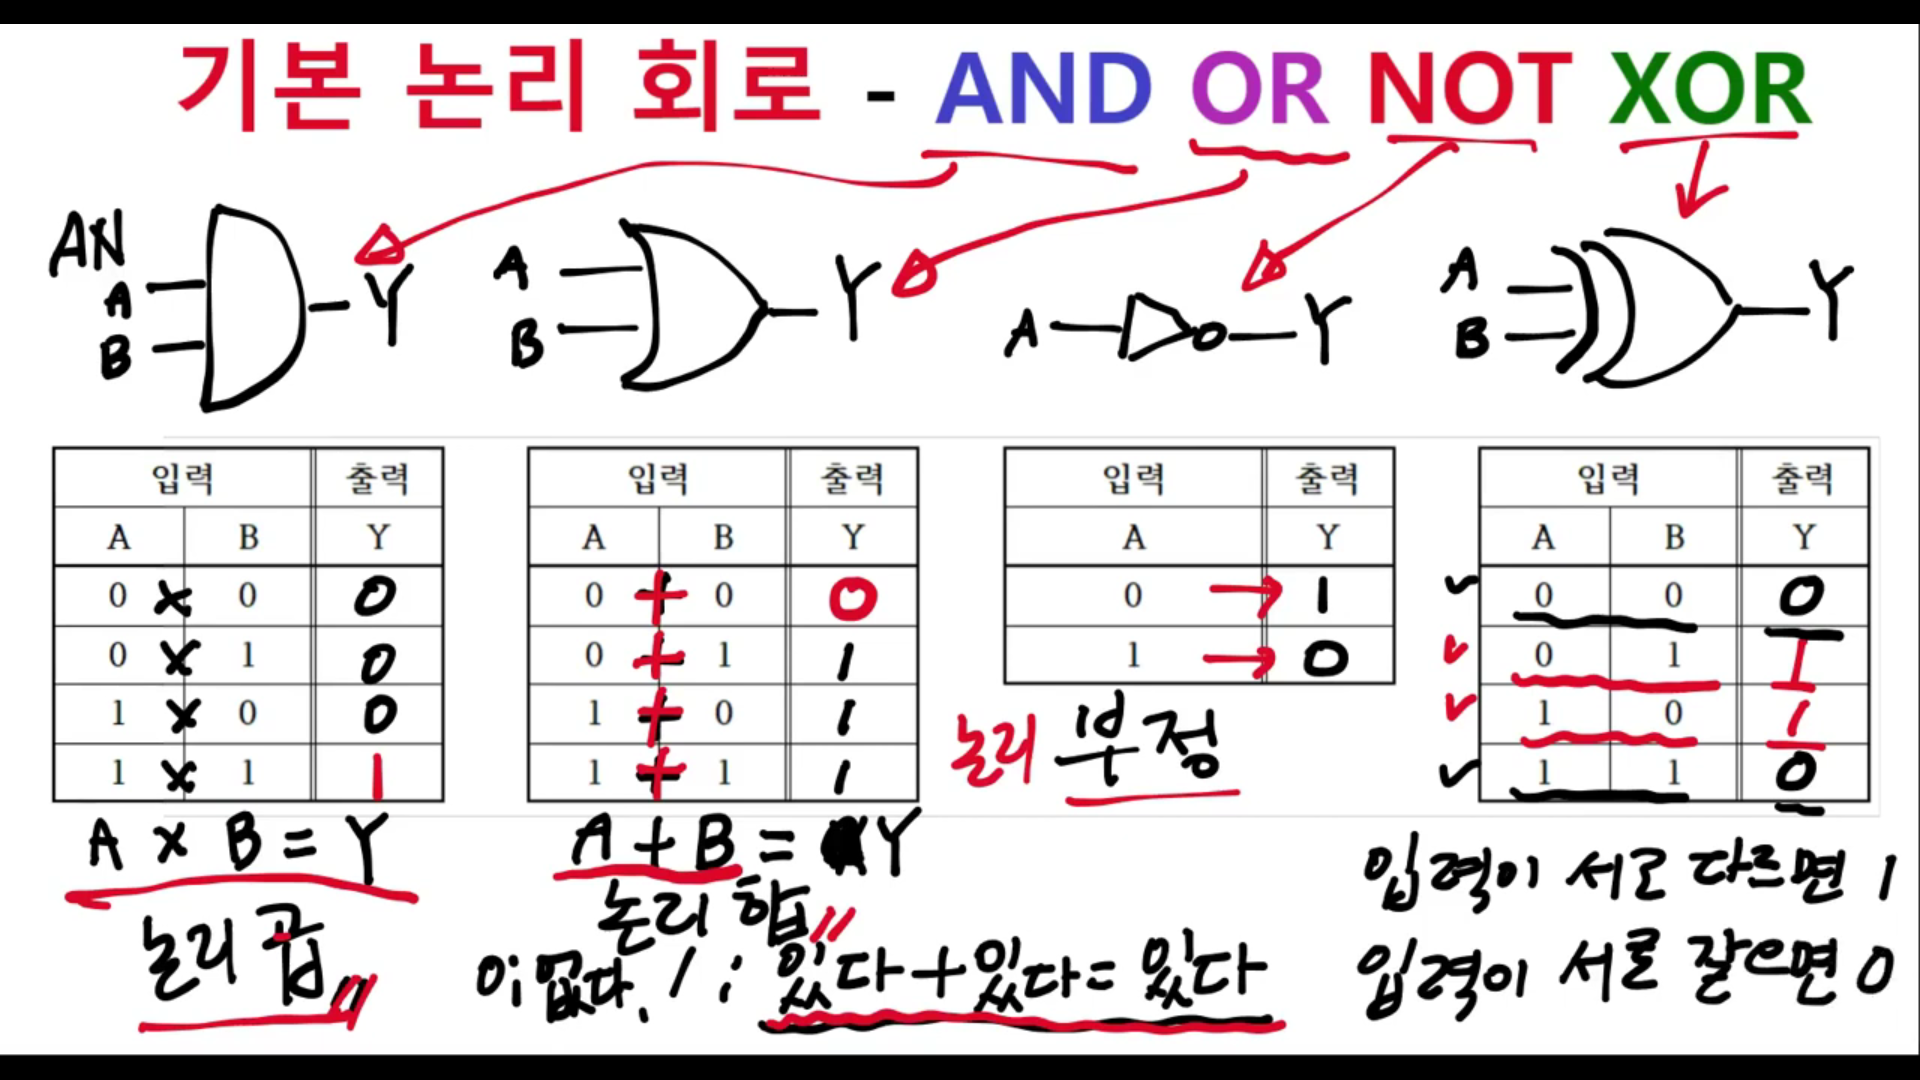 기본 논리 회로 - AND OR NOT XOR
AN
A
B
Y
A
B
Y
A
Y
A
B
Y
입력 출력
A B Y
0 x 0 0
0 x 1 0
1 x 0 0
1 x 1 1
A x B = Y
논리 곱
입력 출력
A B Y
0 + 0 0
0 + 1 1
1 + 0 1
1 + 1 1
A + B = Y
논리 합
0; 없다, 1; 있다+있다=있다
입력 출력
A Y
0 → 1
1 → 0
논리 부정
입력 출력
A B Y
0 0 0
0 1 1
1 0 1
1 1 0
입력이 서로 다르면 1
입력이 서로 같으면 0